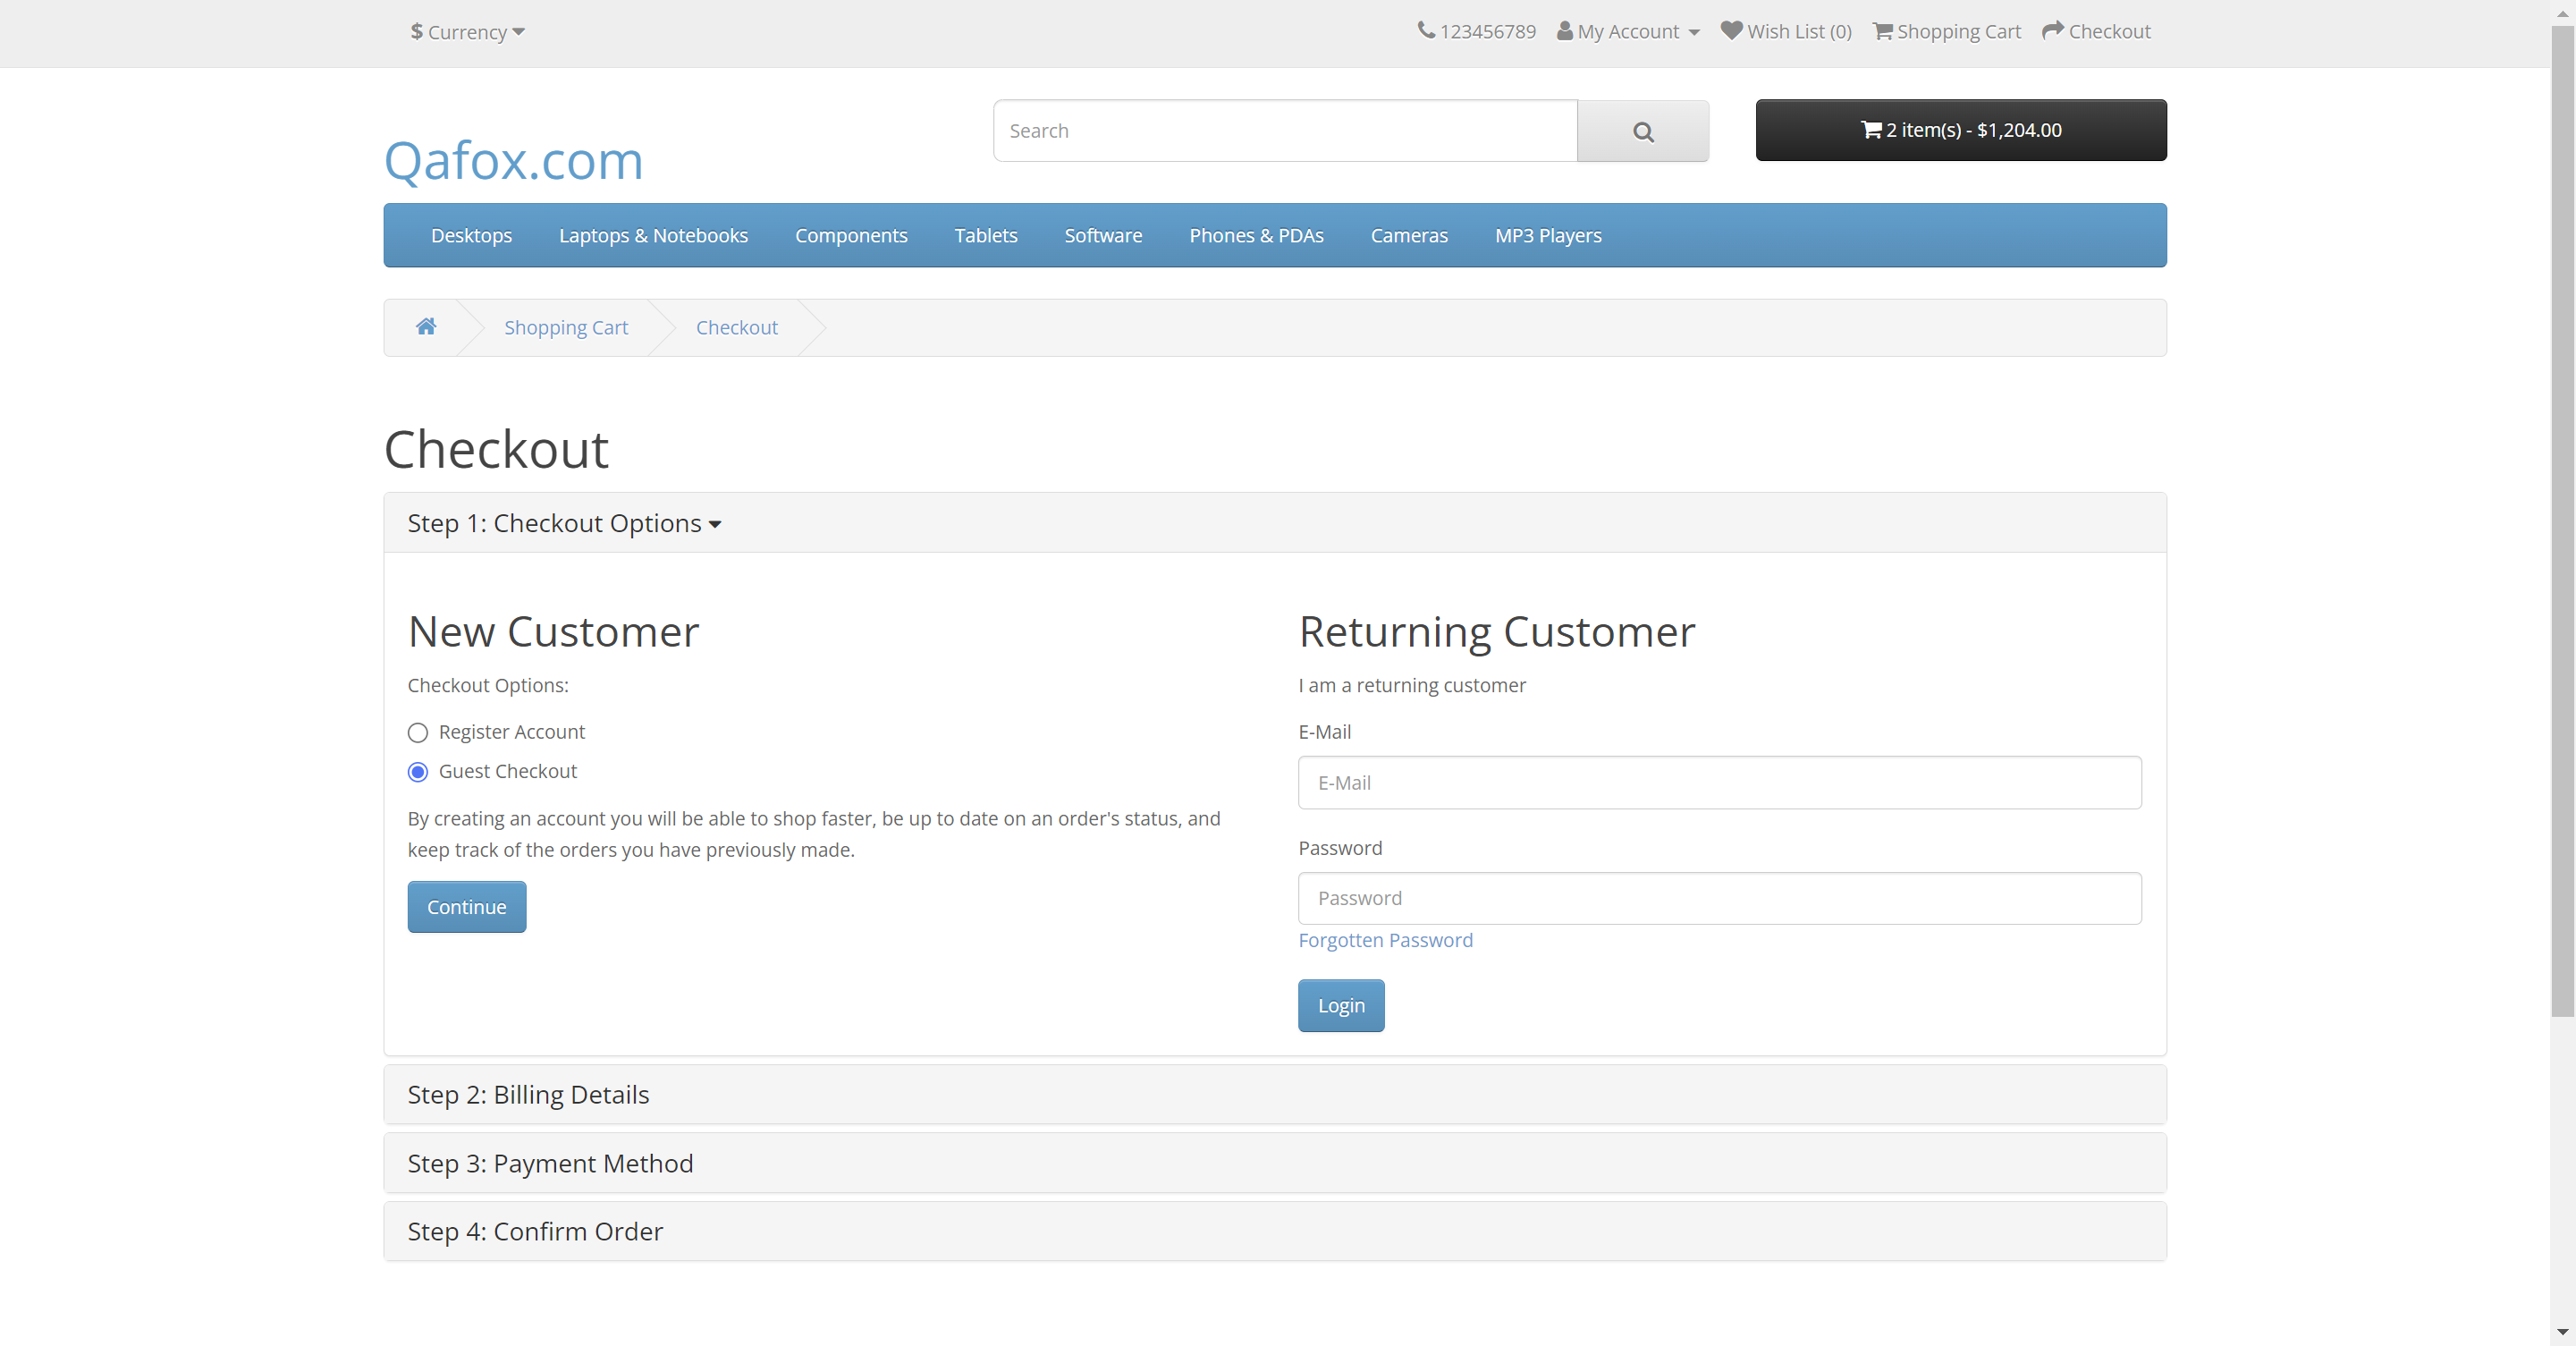 $ Currency
123456789 My Account Wish List (0) Shopping Cart Checkout
Qafox.com
Search
2 item(s) - $1,204.00
Desktops Laptops & Notebooks Components Tablets Software Phones & PDAs Cameras MP3 Players
Shopping Cart Checkout
Checkout
Step 1: Checkout Options
New Customer
Checkout Options:
Register Account
Guest Checkout
By creating an account you will be able to shop faster, be up to date on an order's status, and
keep track of the orders you have previously made.
Continue
Returning Customer
I am a returning customer
E-Mail
E-Mail
Password
Password
Forgotten Password
Login
Step 2: Billing Details
Step 3: Payment Method
Step 4: Confirm Order